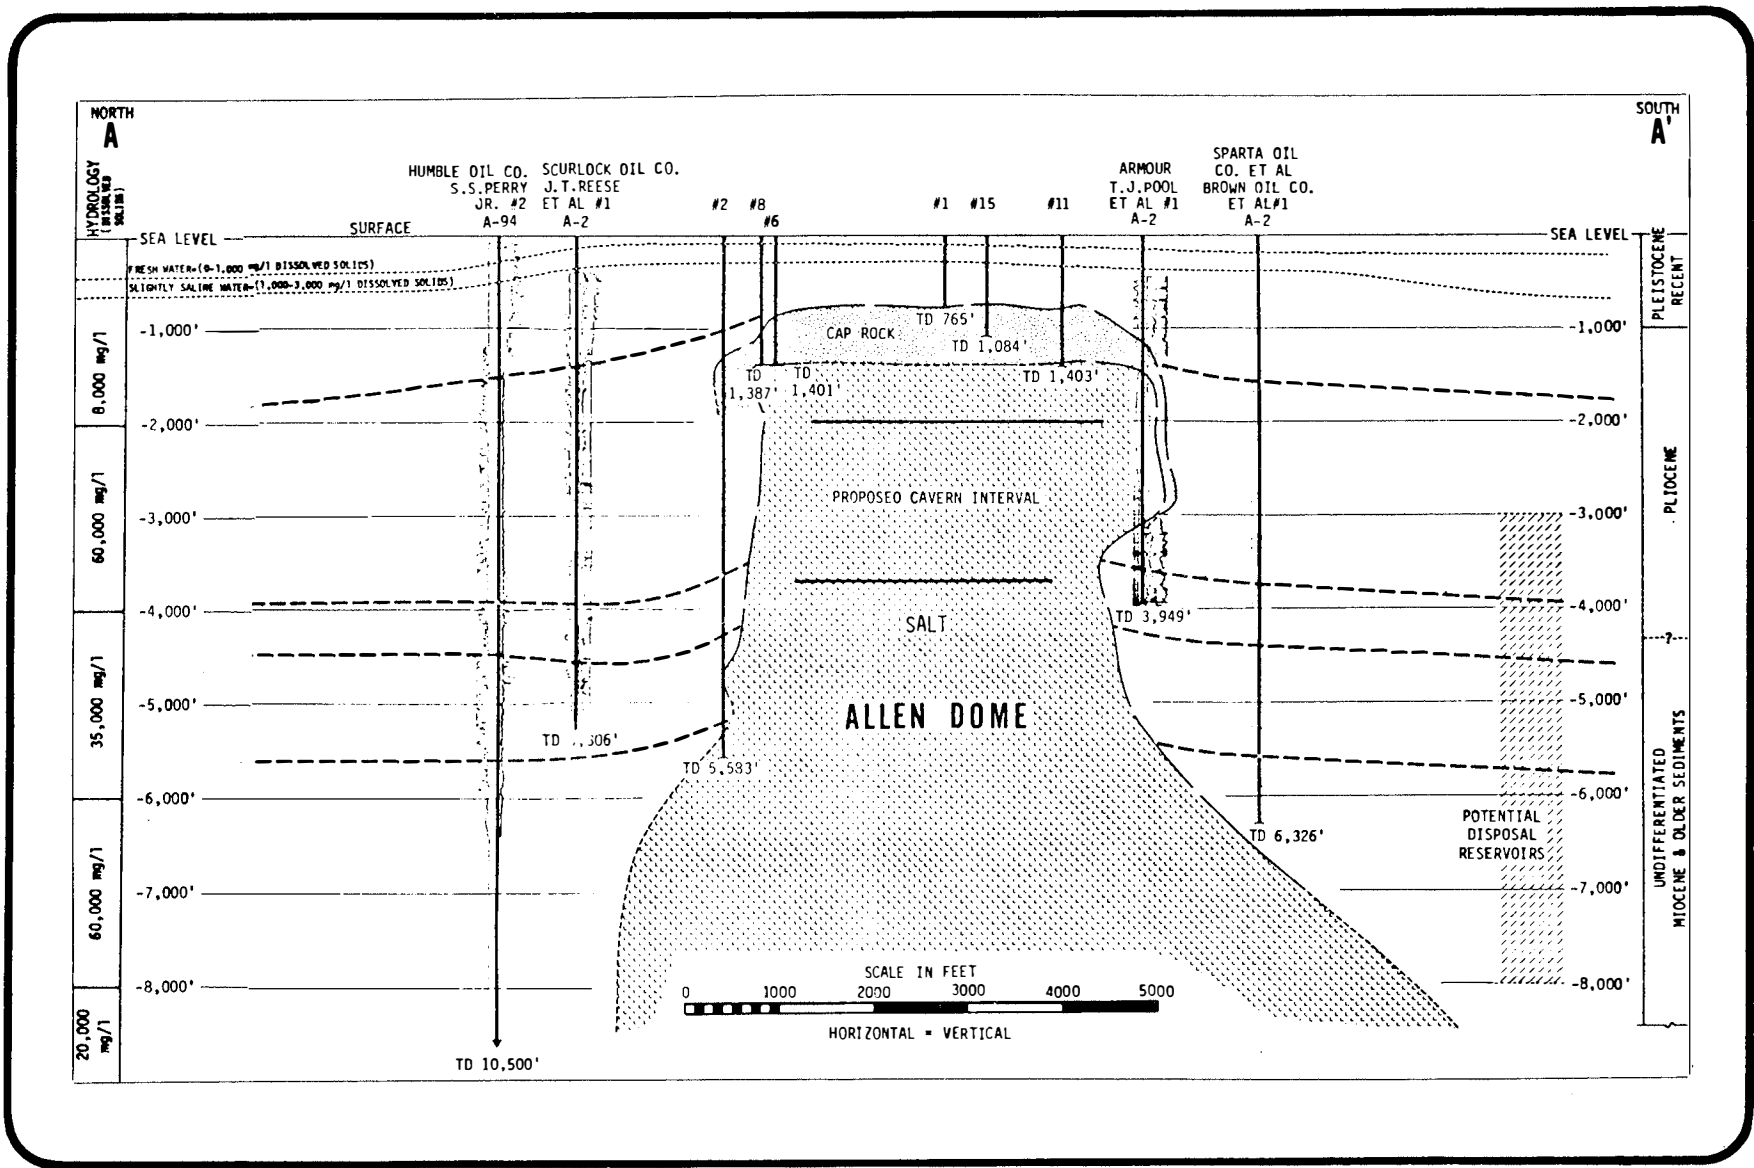 NORTH
A
SOUTH
A'
HYDROLOGY
(DISSOLVED
SOLIDS)
HUMBLE OIL CO.
S.S.PERRY
JR. #2
A-94
SCURLOCK OIL CO.
J.T.REESE
ET AL #1
A-2
#2
#8
#6
#1
#15
#11
ARMOUR
T.J.POOL
ET AL #1
A-2
SPARTA OIL
CO. ET AL
BROWN OIL CO.
ET AL#1
A-2
SURFACE
SEA LEVEL
SEA LEVEL
FRESH WATER=(0-1,000 mg/l DISSOLVED SOLIDS)
SLIGHTLY SALINE WATER=(1,000-3,000 mg/l DISSOLVED SOLIDS)
-1,000'
-2,000'
-3,000'
-4,000'
-5,000'
-6,000'
-7,000'
-8,000'
8,000 mg/l
60,000 mg/l
35,000 mg/l
60,000 mg/l
20,000
mg/l
CAP ROCK
TD 765'
TD 1,084'
TD
1,387'
TD
1,401'
TD 1,403'
PROPOSED CAVERN INTERVAL
SALT
ALLEN DOME
TD 3,949'
TD 5,583'
TD 6,326'
TD 10,500'
TD
POTENTIAL
DISPOSAL
RESERVOIRS
-1,000'
-2,000'
-3,000'
-4,000'
-5,000'
-6,000'
-7,000'
-8,000'
PLEISTOCENE
RECENT
PLIOCENE
?
UNDIFFERENTIATED
MIOCENE & OLDER SEDIMENTS
SCALE IN FEET
0 1000 2000 3000 4000 5000
HORIZONTAL = VERTICAL